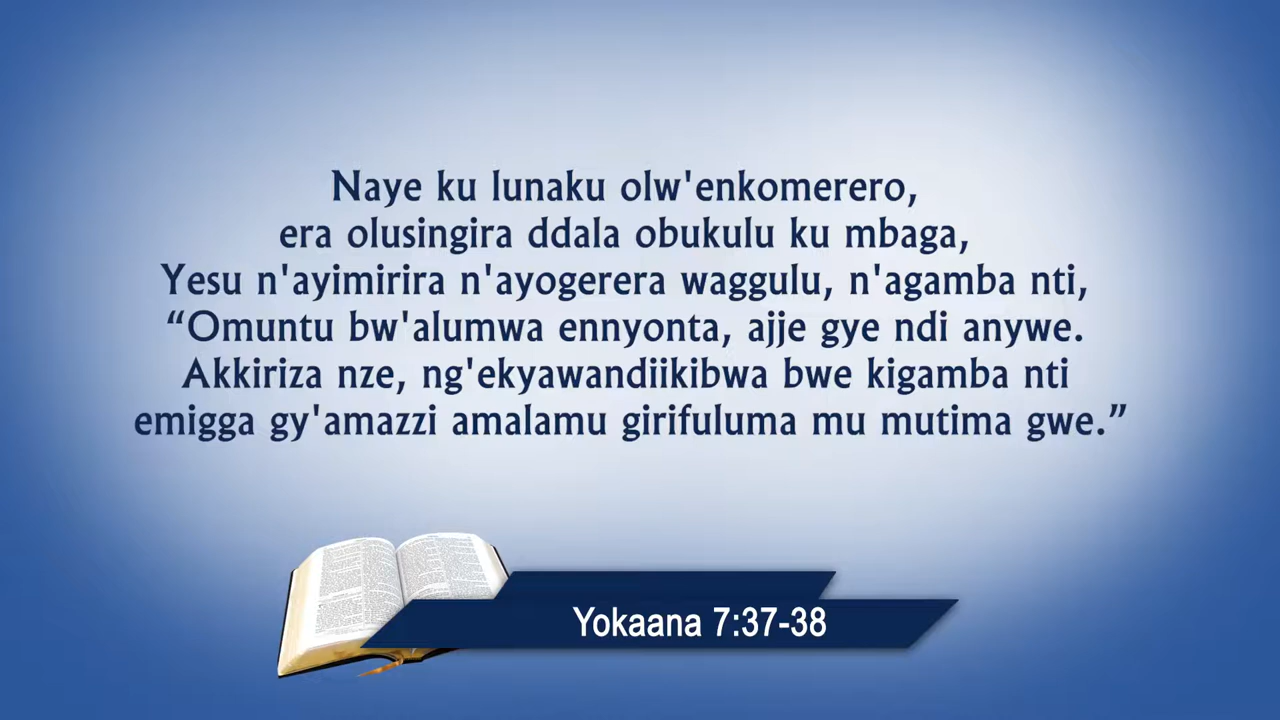 Naye ku lunaku olw'enkomerero,
era olusingira ddala obukulu ku mbaga,
Yesu n'ayimirira n'ayogerera waggulu, n'agamba nti,
“Omuntu bw'alumwa ennyonta, ajje gye ndi anywe.
Akkiriza nze, ng'ekyawandiikibwa bwe kigamba nti
emigga gy'amazzi amalamu girifuluma mu mutima gwe.”
Yokaana 7:37-38